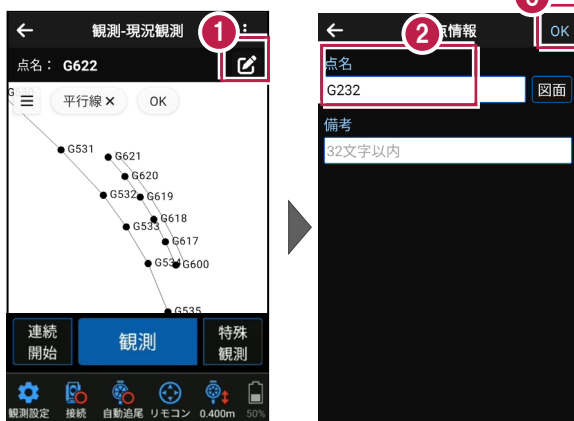 観測-現況観測
1
点名： G622
平行線× OK
G531
G621
G620
G532
G619
G618
G533
G617
G534
G600
G535
連続
開始
観測
特殊
観測
観測設定 接続 自動追尾 リモコン 0.400m 50%
2
点情報
OK
点名
G232
図面
備考
32文字以内